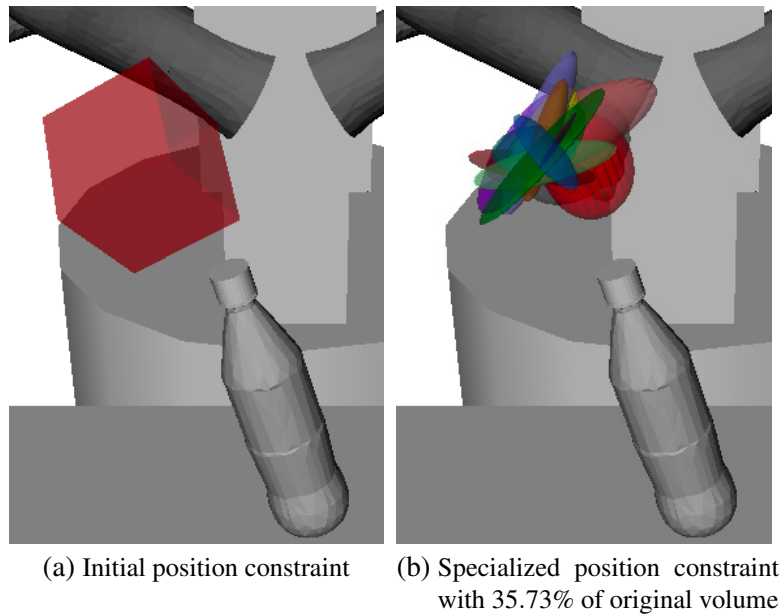 (a) Initial position constraint
(b) Specialized position constraint
with 35.73% of original volume